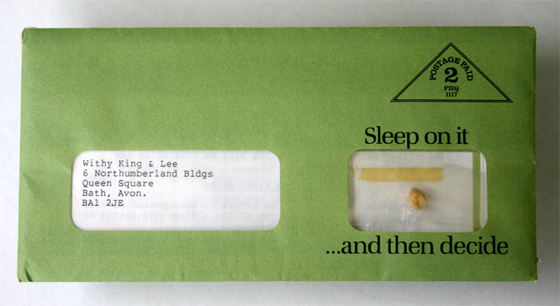 POSTAGE PAID
2
PHQ
1117
Sleep on it
Withy King & Lee
6 Northumberland Bldgs
Queen Square
Bath, Avon.
BA1 2JE
...and then decide